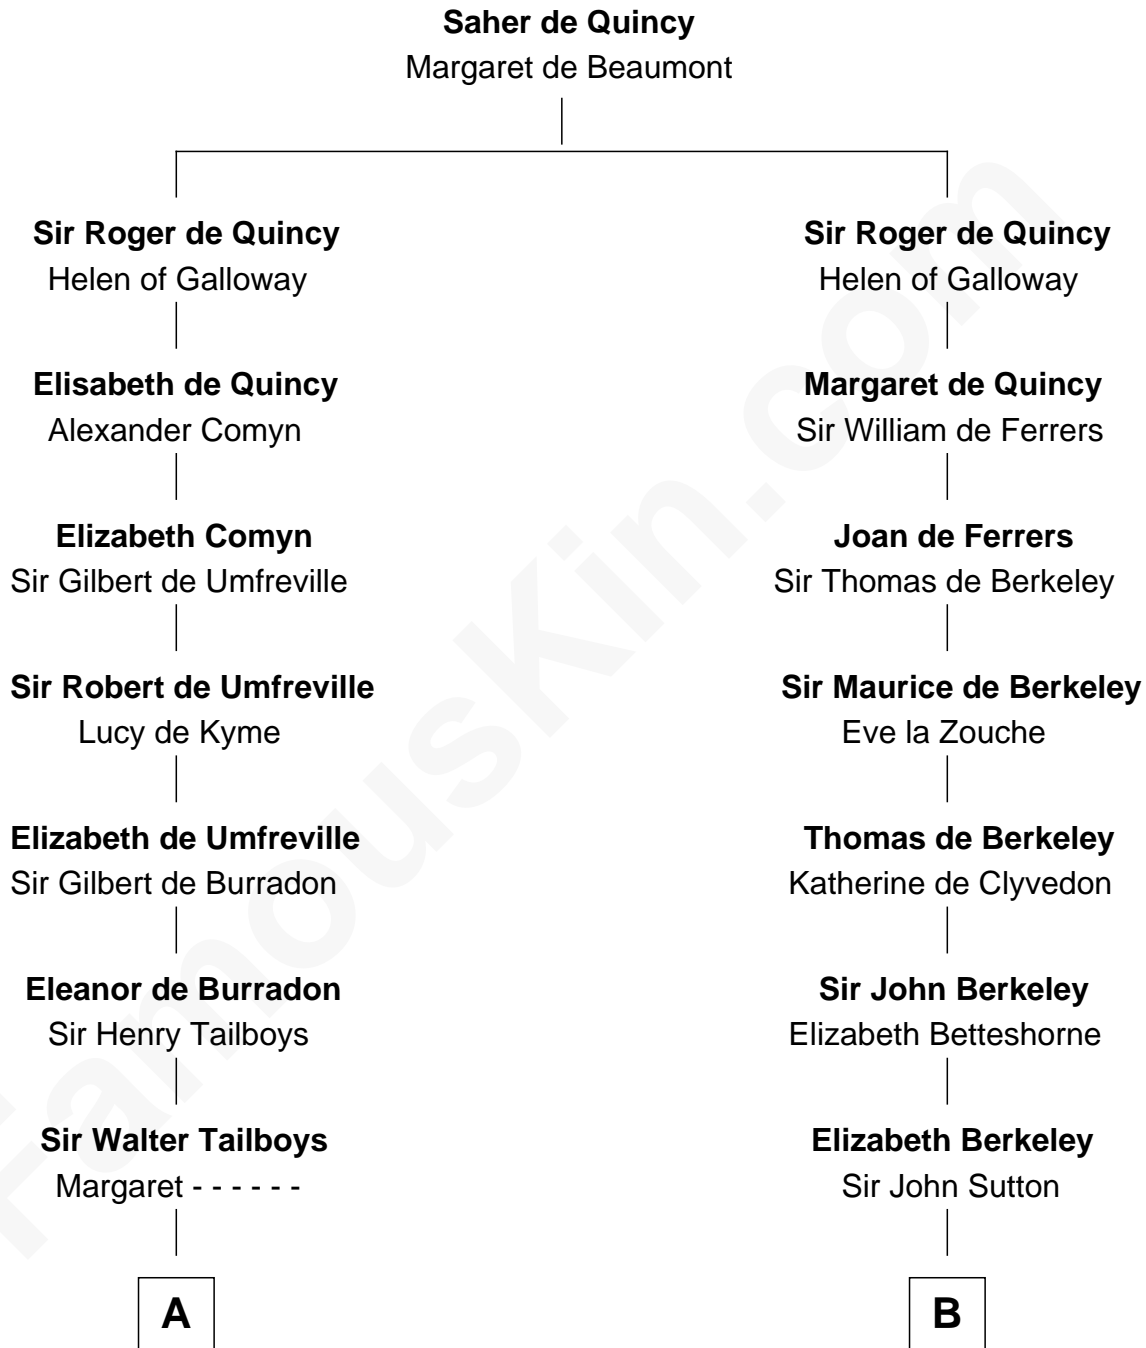 Saher de Quincy
Margaret de Beaumont
Sir Roger de Quincy
Helen of Galloway
Sir Roger de Quincy
Helen of Galloway
Elisabeth de Quincy
Alexander Comyn
Margaret de Quincy
Sir William de Ferrers
Elizabeth Comyn
Sir Gilbert de Umfreville
Joan de Ferrers
Sir Thomas de Berkeley
Sir Robert de Umfreville
Lucy de Kyme
Sir Maurice de Berkeley
Eve la Zouche
Elizabeth de Umfreville
Sir Gilbert de Burradon
Thomas de Berkeley
Katherine de Clyvedon
Eleanor de Burradon
Sir Henry Tailboys
Sir John Berkeley
Elizabeth Betteshorne
Sir Walter Tailboys
Margaret - - - - - -
Elizabeth Berkeley
Sir John Sutton
A
B
FamousKin.com